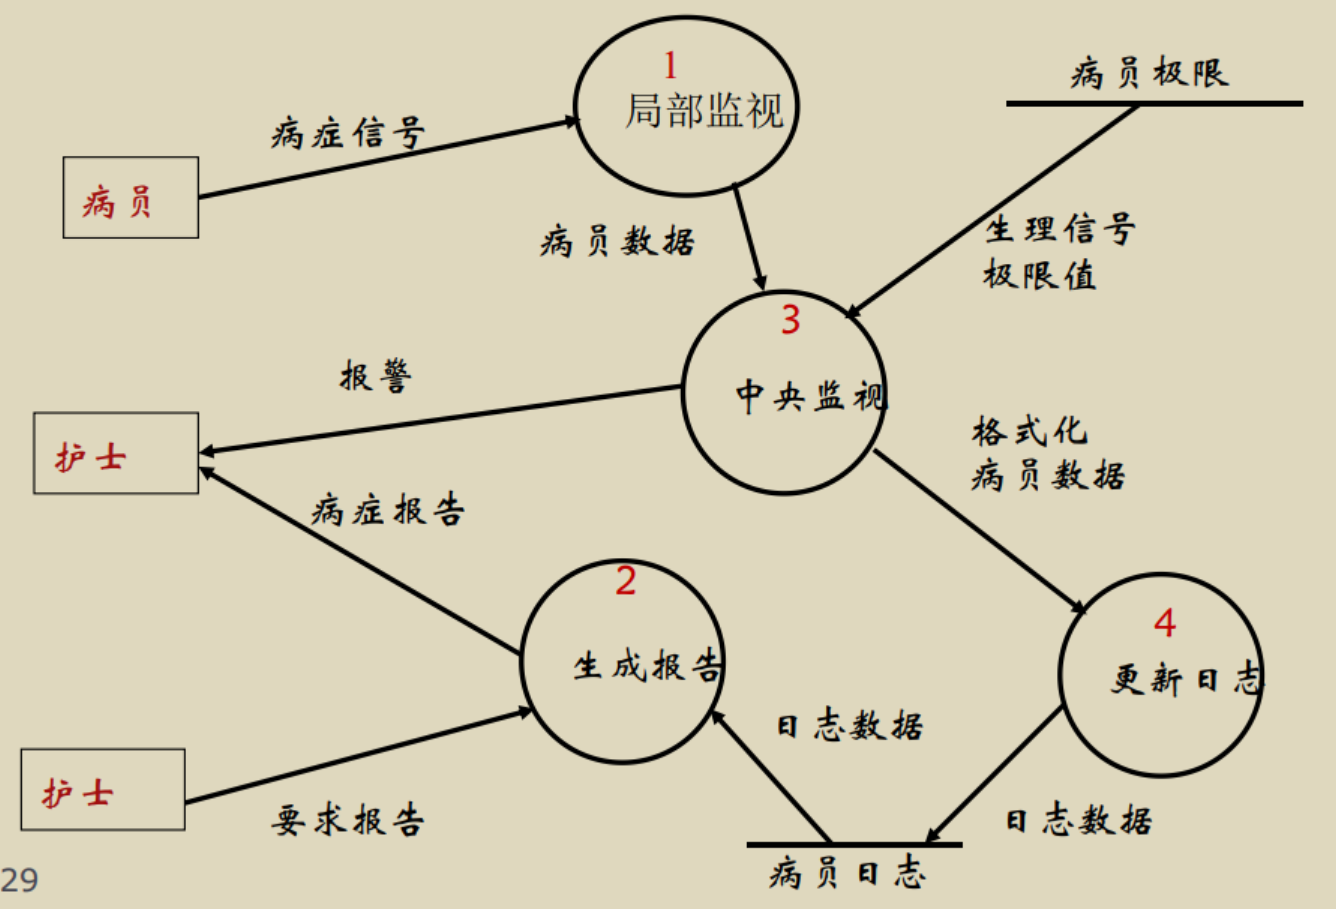 1
局部监视
病员极限
病症信号
病员
病员数据
生理信号
极限值
3
中央监视
报警
护士
格式化
病员数据
病症报告
2
生成报告
4
更新日志
日志数据
护士
要求报告
日志数据
病员日志
29